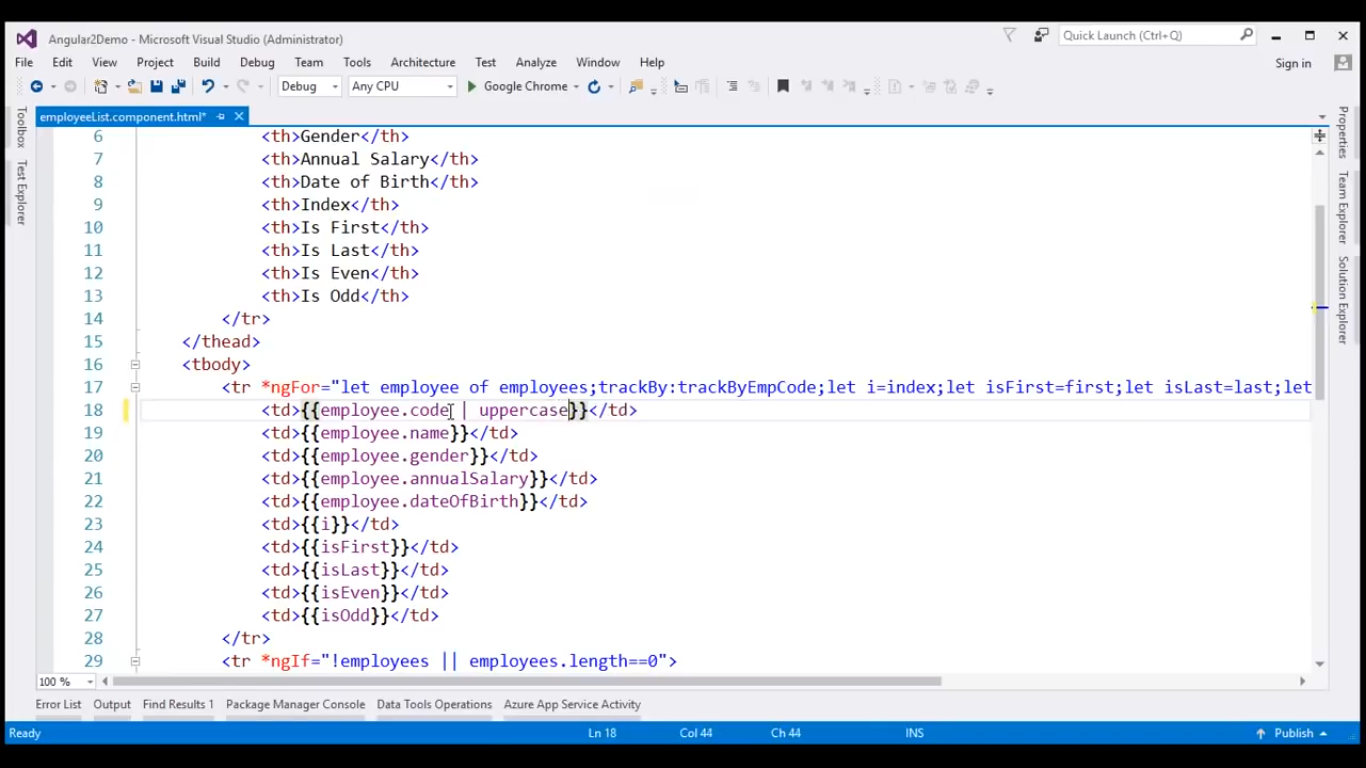 Angular2Demo - Microsoft Visual Studio (Administrator)
Quick Launch (Ctrl+Q)
File Edit View Project Build Debug Team Tools Architecture Test Analyze Window Help
Sign in
Debug Any CPU Google Chrome
employeeList.component.html*
Toolbox
Test Explorer
6 <th>Gender</th>
7 <th>Annual Salary</th>
8 <th>Date of Birth</th>
9 <th>Index</th>
10 <th>Is First</th>
11 <th>Is Last</th>
12 <th>Is Even</th>
13 <th>Is Odd</th>
14 </tr>
15 </thead>
16 <tbody>
17 <tr *ngFor="let employee of employees;trackBy:trackByEmpCode;let i=index;let isFirst=first;let isLast=last;let
18 <td>{{employee.code | uppercase}}</td>
19 <td>{{employee.name}}</td>
20 <td>{{employee.gender}}</td>
21 <td>{{employee.annualSalary}}</td>
22 <td>{{employee.dateOfBirth}}</td>
23 <td>{{i}}</td>
24 <td>{{isFirst}}</td>
25 <td>{{isLast}}</td>
26 <td>{{isEven}}</td>
27 <td>{{isOdd}}</td>
28 </tr>
29 <tr *ngIf="!employees || employees.length==0">
Properties
Team Explorer
Solution Explorer
100 %
Error List Output Find Results 1 Package Manager Console Data Tools Operations Azure App Service Activity
Ready Ln 18 Col 44 Ch 44 INS Publish